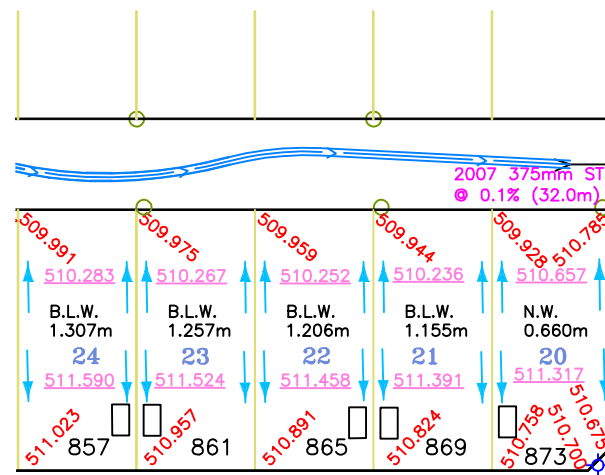 2007 375mm ST
@ 0.1% (32.0m)
509.991
509.975
509.959
509.944
509.928
510.785
510.283
510.267
510.252
510.236
510.657
B.L.W.
1.307m
B.L.W.
1.257m
B.L.W.
1.206m
B.L.W.
1.155m
N.W.
0.660m
24
23
22
21
20
511.590
511.524
511.458
511.391
511.317
511.023
510.957
510.891
510.824
510.758
510.700
510.675
857
861
865
869
873